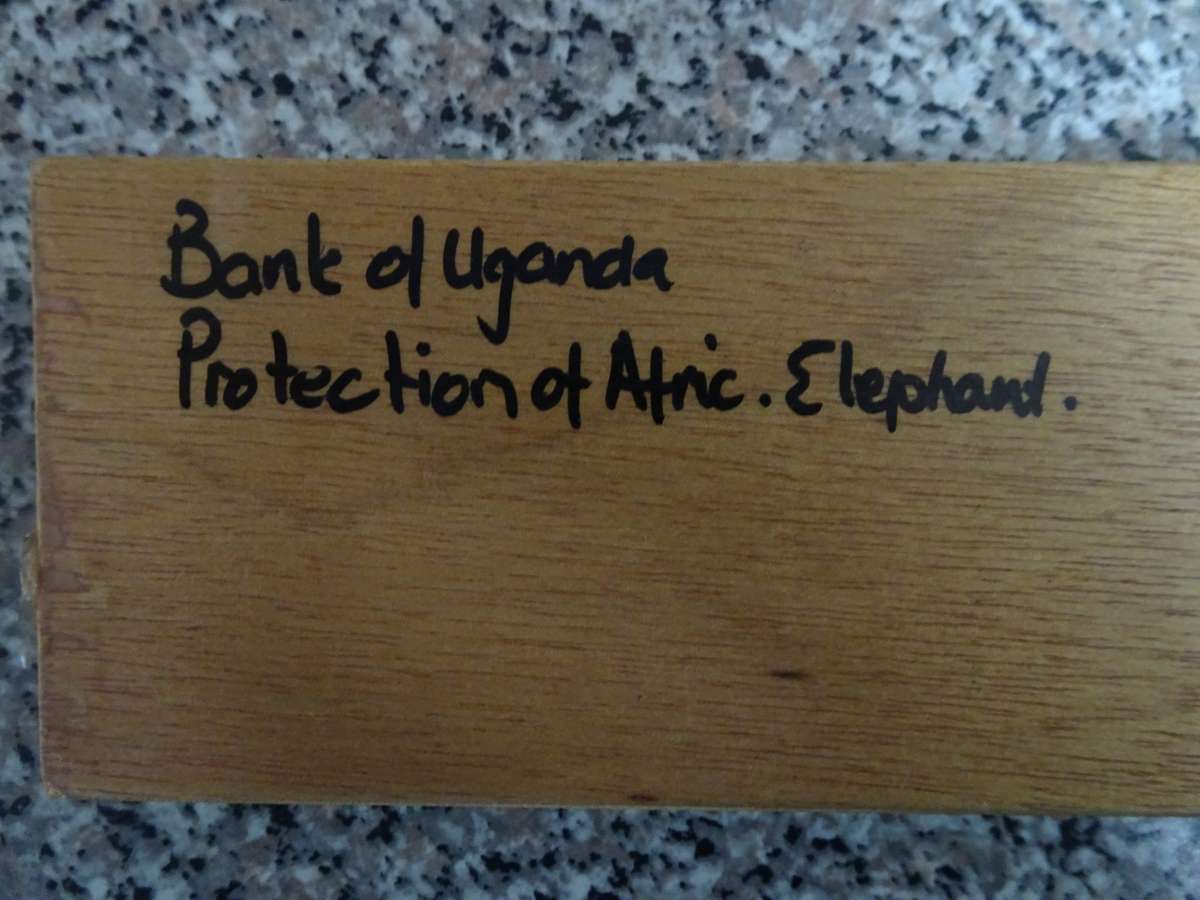 Bank of Uganda
Protection of Afric. Elephant.